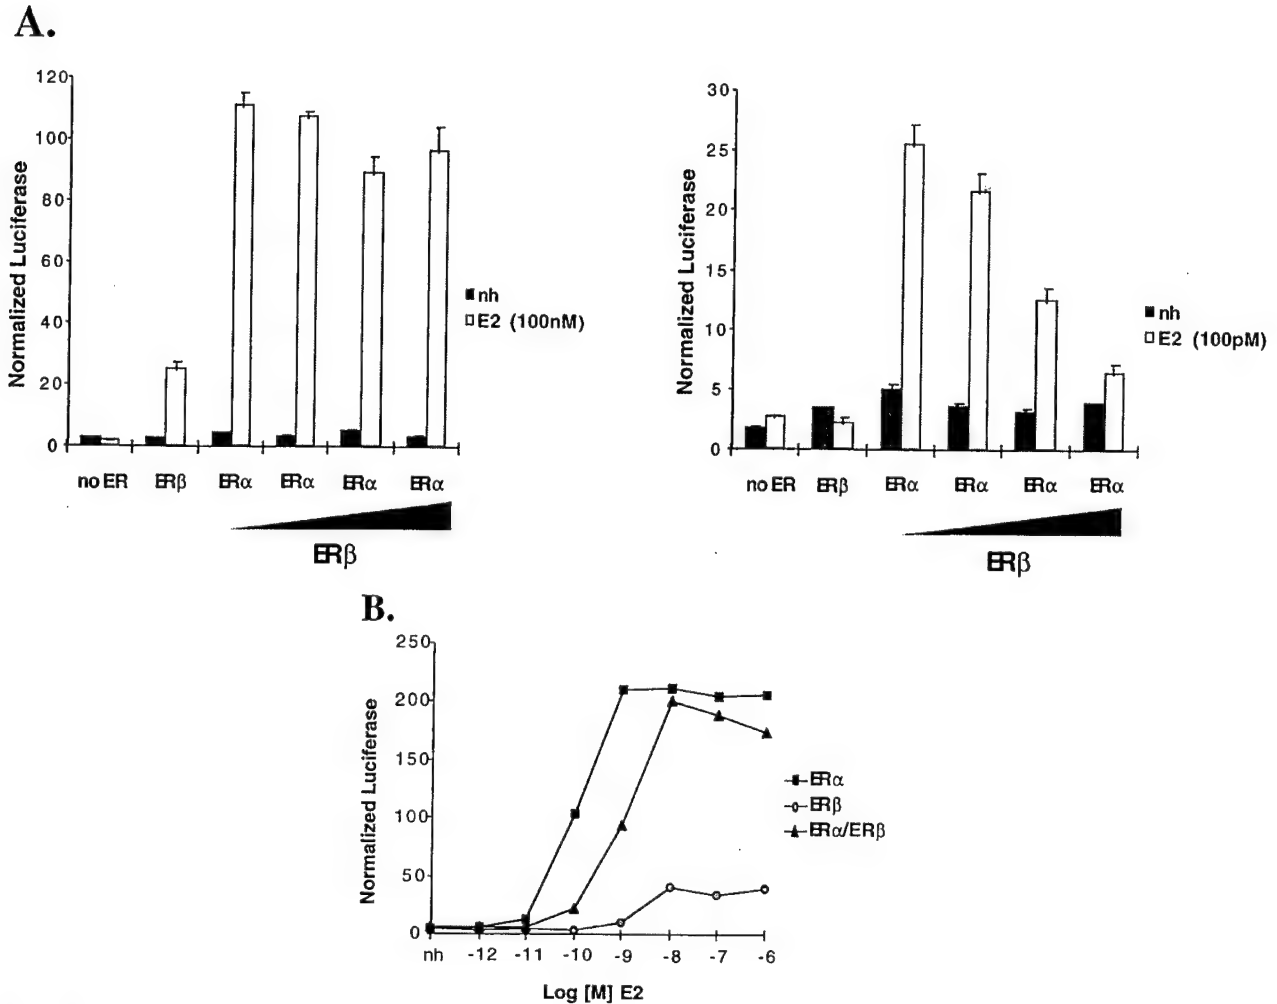 A.
Normalized Luciferase
120
100
80
60
40
20
0
no ER ERβ ERα ERα ERα ERα
ERβ
nh
E2 (100nM)
Normalized Luciferase
30
25
20
15
10
5
0
no ER ERβ ERα ERα ERα ERα
ERβ
nh
E2 (100pM)
B.
Normalized Luciferase
250
200
150
100
50
0
nh -12 -11 -10 -9 -8 -7 -6
Log [M] E2
ERα
ERβ
ERα/ERβ